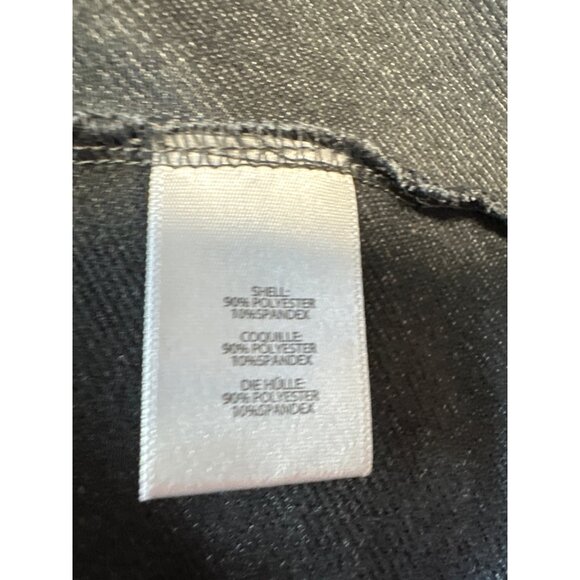 SHELL:
90% POLYESTER
10%SPANDEX
COQUILLE:
90% POLYESTER
10%SPANDEX
DIE HÜLLE:
90% POLYESTER
10%SPANDEX